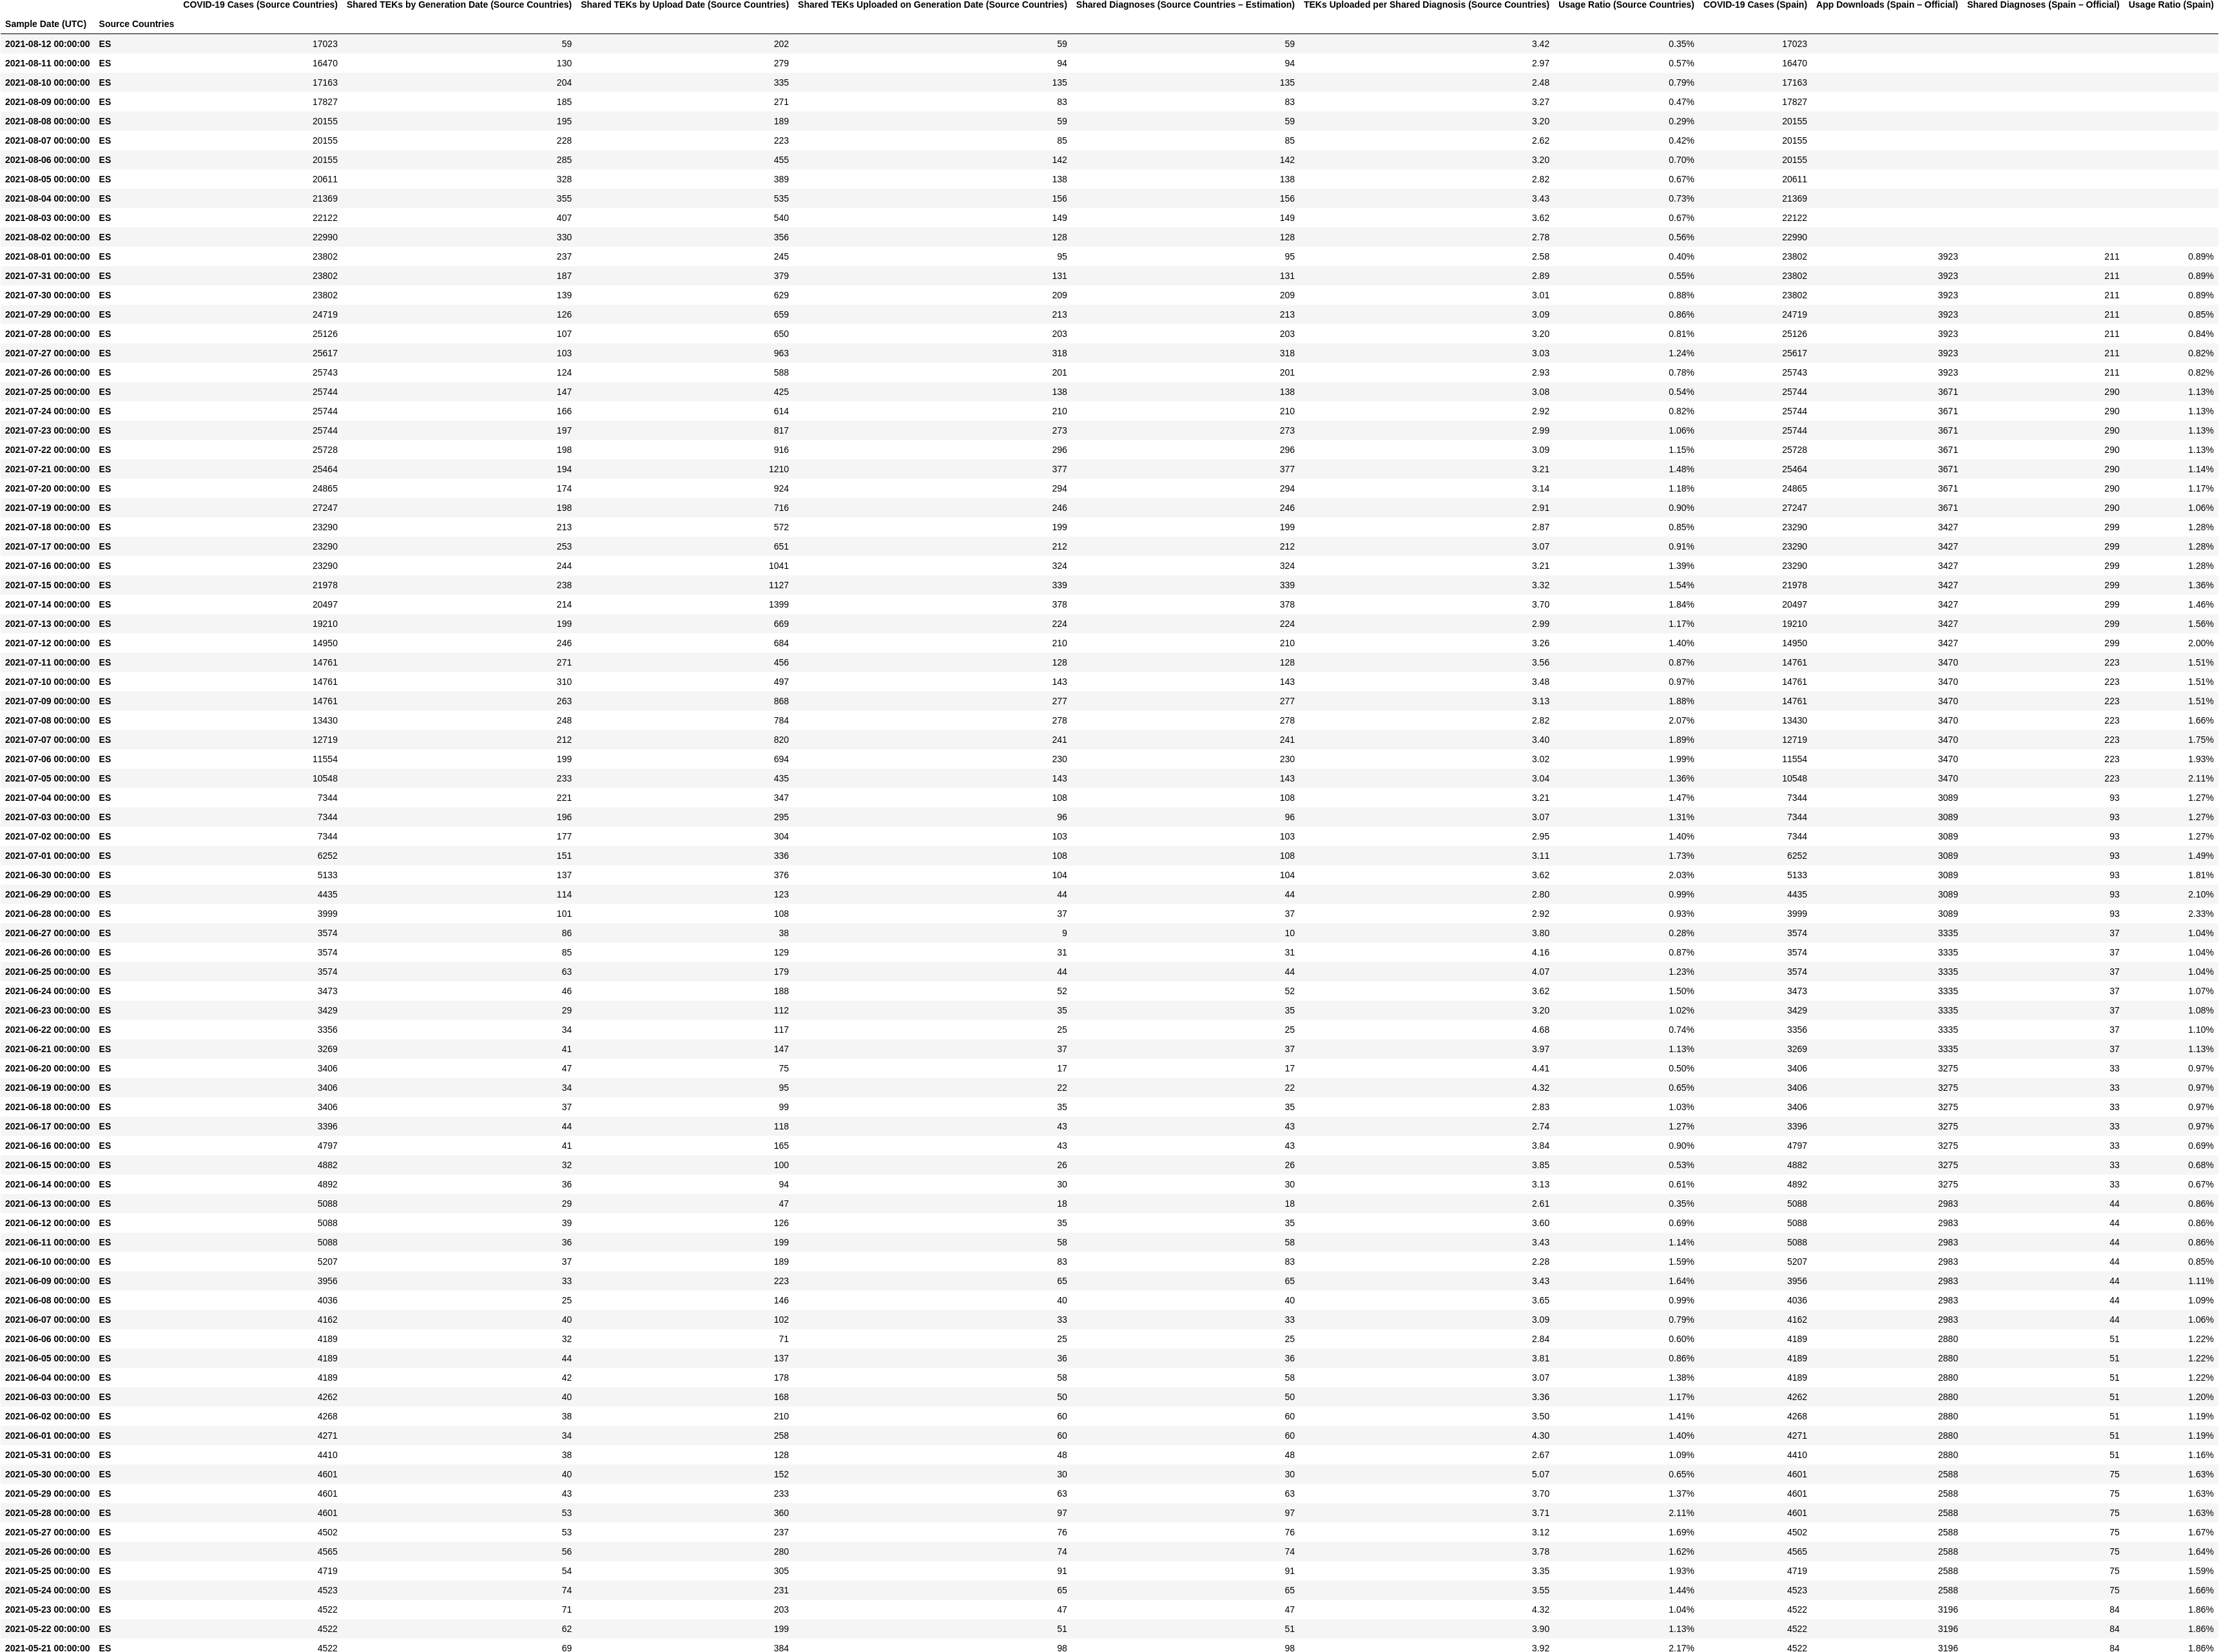 COVID-19 Cases (Source Countries) Shared TEKs by Generation Date (Source Countries) Shared TEKs by Upload Date (Source Countries) Shared TEKs Uploaded on Generation Date (Source Countries) Shared Diagnoses (Source Countries – Estimation) TEKs Uploaded per Shared Diagnosis (Source Countries) Usage Ratio (Source Countries) COVID-19 Cases (Spain) App Downloads (Spain – Official) Shared Diagnoses (Spain – Official) Usage Ratio (Spain)
Sample Date (UTC) Source Countries
2021-08-12 00:00:00 ES 17023 59 202 59 59 3.42 0.35% 17023
2021-08-11 00:00:00 ES 16470 130 279 94 94 2.97 0.57% 16470
2021-08-10 00:00:00 ES 17163 204 335 135 135 2.48 0.79% 17163
2021-08-09 00:00:00 ES 17827 185 271 83 83 3.27 0.47% 17827
2021-08-08 00:00:00 ES 20155 195 189 59 59 3.20 0.29% 20155
2021-08-07 00:00:00 ES 20155 228 223 85 85 2.62 0.42% 20155
2021-08-06 00:00:00 ES 20155 285 455 142 142 3.20 0.70% 20155
2021-08-05 00:00:00 ES 20611 328 389 138 138 2.82 0.67% 20611
2021-08-04 00:00:00 ES 21369 355 535 156 156 3.43 0.73% 21369
2021-08-03 00:00:00 ES 22122 407 540 149 149 3.62 0.67% 22122
2021-08-02 00:00:00 ES 22990 330 356 128 128 2.78 0.56% 22990
2021-08-01 00:00:00 ES 23802 237 245 95 95 2.58 0.40% 23802 3923 211 0.89%
2021-07-31 00:00:00 ES 23802 187 379 131 131 2.89 0.55% 23802 3923 211 0.89%
2021-07-30 00:00:00 ES 23802 139 629 209 209 3.01 0.88% 23802 3923 211 0.89%
2021-07-29 00:00:00 ES 24719 126 659 213 213 3.09 0.86% 24719 3923 211 0.85%
2021-07-28 00:00:00 ES 25126 107 650 203 203 3.20 0.81% 25126 3923 211 0.84%
2021-07-27 00:00:00 ES 25617 103 963 318 318 3.03 1.24% 25617 3923 211 0.82%
2021-07-26 00:00:00 ES 25743 124 588 201 201 2.93 0.78% 25743 3923 211 0.82%
2021-07-25 00:00:00 ES 25744 147 425 138 138 3.08 0.54% 25744 3671 290 1.13%
2021-07-24 00:00:00 ES 25744 166 614 210 210 2.92 0.82% 25744 3671 290 1.13%
2021-07-23 00:00:00 ES 25744 197 817 273 273 2.99 1.06% 25744 3671 290 1.13%
2021-07-22 00:00:00 ES 25728 198 916 296 296 3.09 1.15% 25728 3671 290 1.13%
2021-07-21 00:00:00 ES 25464 194 1210 377 377 3.21 1.48% 25464 3671 290 1.14%
2021-07-20 00:00:00 ES 24865 174 924 294 294 3.14 1.18% 24865 3671 290 1.17%
2021-07-19 00:00:00 ES 27247 198 716 246 246 2.91 0.90% 27247 3671 290 1.06%
2021-07-18 00:00:00 ES 23290 213 572 199 199 2.87 0.85% 23290 3427 299 1.28%
2021-07-17 00:00:00 ES 23290 253 651 212 212 3.07 0.91% 23290 3427 299 1.28%
2021-07-16 00:00:00 ES 23290 244 1041 324 324 3.21 1.39% 23290 3427 299 1.28%
2021-07-15 00:00:00 ES 21978 238 1127 339 339 3.32 1.54% 21978 3427 299 1.36%
2021-07-14 00:00:00 ES 20497 214 1399 378 378 3.70 1.84% 20497 3427 299 1.46%
2021-07-13 00:00:00 ES 19210 199 669 224 224 2.99 1.17% 19210 3427 299 1.56%
2021-07-12 00:00:00 ES 14950 246 684 210 210 3.26 1.40% 14950 3427 299 2.00%
2021-07-11 00:00:00 ES 14761 271 456 128 128 3.56 0.87% 14761 3470 223 1.51%
2021-07-10 00:00:00 ES 14761 310 497 143 143 3.48 0.97% 14761 3470 223 1.51%
2021-07-09 00:00:00 ES 14761 263 868 277 277 3.13 1.88% 14761 3470 223 1.51%
2021-07-08 00:00:00 ES 13430 248 784 278 278 2.82 2.07% 13430 3470 223 1.66%
2021-07-07 00:00:00 ES 12719 212 820 241 241 3.40 1.89% 12719 3470 223 1.75%
2021-07-06 00:00:00 ES 11554 199 694 230 230 3.02 1.99% 11554 3470 223 1.93%
2021-07-05 00:00:00 ES 10548 233 435 143 143 3.04 1.36% 10548 3470 223 2.11%
2021-07-04 00:00:00 ES 7344 221 347 108 108 3.21 1.47% 7344 3089 93 1.27%
2021-07-03 00:00:00 ES 7344 196 295 96 96 3.07 1.31% 7344 3089 93 1.27%
2021-07-02 00:00:00 ES 7344 177 304 103 103 2.95 1.40% 7344 3089 93 1.27%
2021-07-01 00:00:00 ES 6252 151 336 108 108 3.11 1.73% 6252 3089 93 1.49%
2021-06-30 00:00:00 ES 5133 137 376 104 104 3.62 2.03% 5133 3089 93 1.81%
2021-06-29 00:00:00 ES 4435 114 123 44 44 2.80 0.99% 4435 3089 93 2.10%
2021-06-28 00:00:00 ES 3999 101 108 37 37 2.92 0.93% 3999 3089 93 2.33%
2021-06-27 00:00:00 ES 3574 86 38 9 10 3.80 0.28% 3574 3335 37 1.04%
2021-06-26 00:00:00 ES 3574 85 129 31 31 4.16 0.87% 3574 3335 37 1.04%
2021-06-25 00:00:00 ES 3574 63 179 44 44 4.07 1.23% 3574 3335 37 1.04%
2021-06-24 00:00:00 ES 3473 46 188 52 52 3.62 1.50% 3473 3335 37 1.07%
2021-06-23 00:00:00 ES 3429 29 112 35 35 3.20 1.02% 3429 3335 37 1.08%
2021-06-22 00:00:00 ES 3356 34 117 25 25 4.68 0.74% 3356 3335 37 1.10%
2021-06-21 00:00:00 ES 3269 41 147 37 37 3.97 1.13% 3269 3335 37 1.13%
2021-06-20 00:00:00 ES 3406 47 75 17 17 4.41 0.50% 3406 3275 33 0.97%
2021-06-19 00:00:00 ES 3406 34 95 22 22 4.32 0.65% 3406 3275 33 0.97%
2021-06-18 00:00:00 ES 3406 37 99 35 35 2.83 1.03% 3406 3275 33 0.97%
2021-06-17 00:00:00 ES 3396 44 118 43 43 2.74 1.27% 3396 3275 33 0.97%
2021-06-16 00:00:00 ES 4797 41 165 43 43 3.84 0.90% 4797 3275 33 0.69%
2021-06-15 00:00:00 ES 4882 32 100 26 26 3.85 0.53% 4882 3275 33 0.68%
2021-06-14 00:00:00 ES 4892 36 94 30 30 3.13 0.61% 4892 3275 33 0.67%
2021-06-13 00:00:00 ES 5088 29 47 18 18 2.61 0.35% 5088 2983 44 0.86%
2021-06-12 00:00:00 ES 5088 39 126 35 35 3.60 0.69% 5088 2983 44 0.86%
2021-06-11 00:00:00 ES 5088 36 199 58 58 3.43 1.14% 5088 2983 44 0.86%
2021-06-10 00:00:00 ES 5207 37 189 83 83 2.28 1.59% 5207 2983 44 0.85%
2021-06-09 00:00:00 ES 3956 33 223 65 65 3.43 1.64% 3956 2983 44 1.11%
2021-06-08 00:00:00 ES 4036 25 146 40 40 3.65 0.99% 4036 2983 44 1.09%
2021-06-07 00:00:00 ES 4162 40 102 33 33 3.09 0.79% 4162 2983 44 1.06%
2021-06-06 00:00:00 ES 4189 32 71 25 25 2.84 0.60% 4189 2880 51 1.22%
2021-06-05 00:00:00 ES 4189 44 137 36 36 3.81 0.86% 4189 2880 51 1.22%
2021-06-04 00:00:00 ES 4189 42 178 58 58 3.07 1.38% 4189 2880 51 1.22%
2021-06-03 00:00:00 ES 4262 40 168 50 50 3.36 1.17% 4262 2880 51 1.20%
2021-06-02 00:00:00 ES 4268 38 210 60 60 3.50 1.41% 4268 2880 51 1.19%
2021-06-01 00:00:00 ES 4271 34 258 60 60 4.30 1.40% 4271 2880 51 1.19%
2021-05-31 00:00:00 ES 4410 38 128 48 48 2.67 1.09% 4410 2880 51 1.16%
2021-05-30 00:00:00 ES 4601 40 152 30 30 5.07 0.65% 4601 2588 75 1.63%
2021-05-29 00:00:00 ES 4601 43 233 63 63 3.70 1.37% 4601 2588 75 1.63%
2021-05-28 00:00:00 ES 4601 53 360 97 97 3.71 2.11% 4601 2588 75 1.63%
2021-05-27 00:00:00 ES 4502 53 237 76 76 3.12 1.69% 4502 2588 75 1.67%
2021-05-26 00:00:00 ES 4565 56 280 74 74 3.78 1.62% 4565 2588 75 1.64%
2021-05-25 00:00:00 ES 4719 54 305 91 91 3.35 1.93% 4719 2588 75 1.59%
2021-05-24 00:00:00 ES 4523 74 231 65 65 3.55 1.44% 4523 2588 75 1.66%
2021-05-23 00:00:00 ES 4522 71 203 47 47 4.32 1.04% 4522 3196 84 1.86%
2021-05-22 00:00:00 ES 4522 62 199 51 51 3.90 1.13% 4522 3196 84 1.86%
2021-05-21 00:00:00 ES 4522 69 384 98 98 3.92 2.17% 4522 3196 84 1.86%